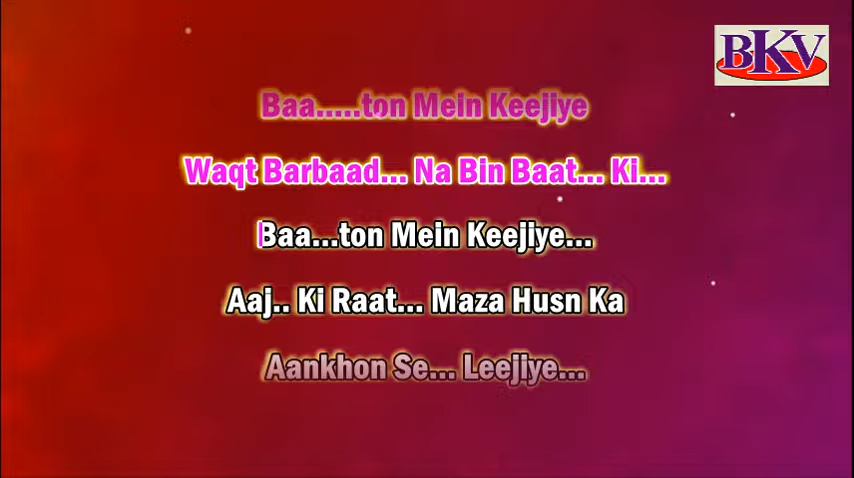 BKV
Baa.....ton Mein Keejiye
Waqt Barbaad... Na Bin Baat... Ki...
Baa...ton Mein Keejiye...
Aaj.. Ki Raat... Maza Husn Ka
Aankhon Se... Leejiye...